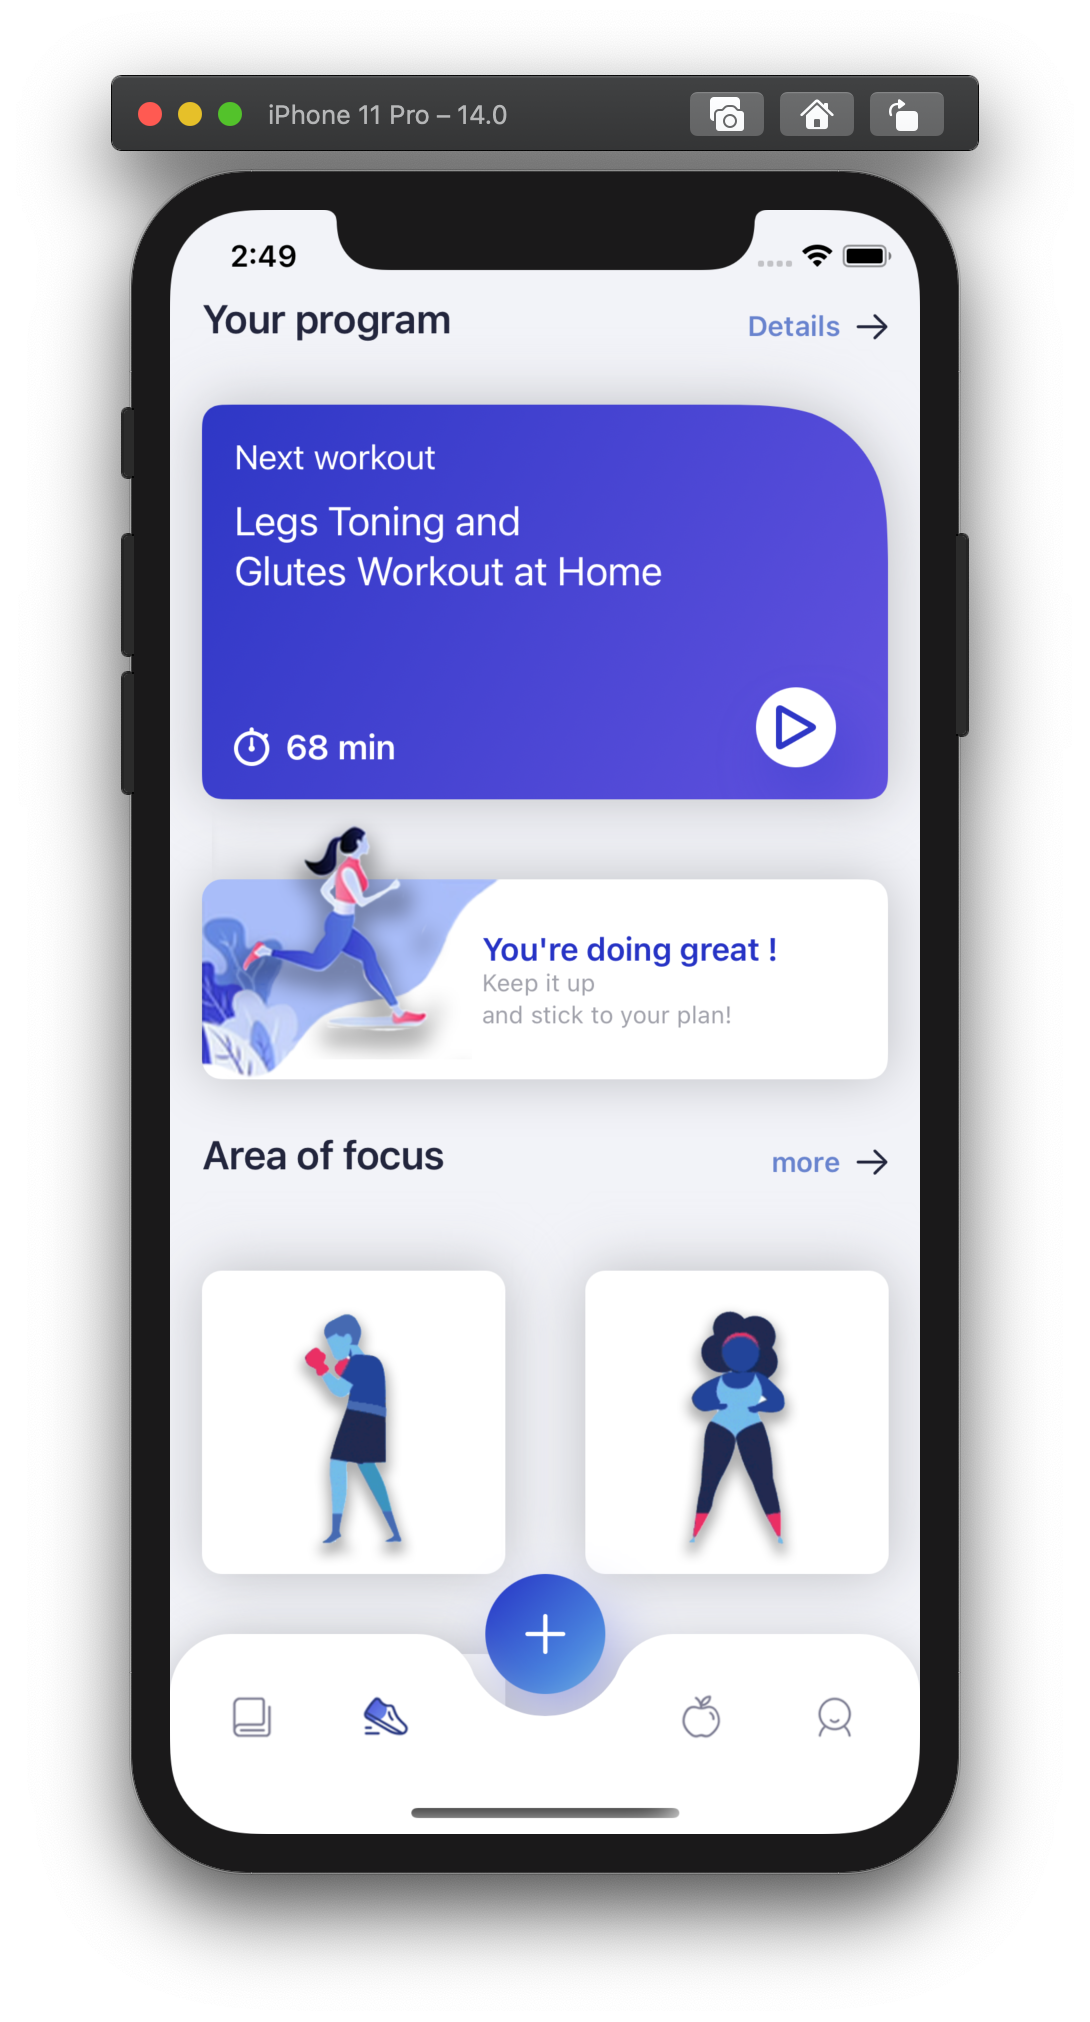 iPhone 11 Pro – 14.0
2:49
Your program
Details
Next workout
Legs Toning and
Glutes Workout at Home
68 min
You're doing great !
Keep it up
and stick to your plan!
Area of focus
more